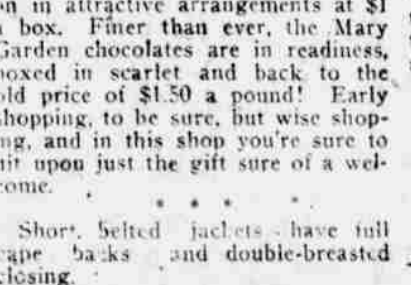 on in attractive arrangements at $1
a box. Finer than ever, the Mary
Garden chocolates are in readiness,
boxed in scarlet and back to the
old price of $1.50 a pound! Early
shopping, to be sure, but wise shop-
ing, and in this shop you're sure to
hit upon just the gift sure of a wel-
come.
* * * *
Short, belted jackets have full
cape backs and double-breasted
closing.